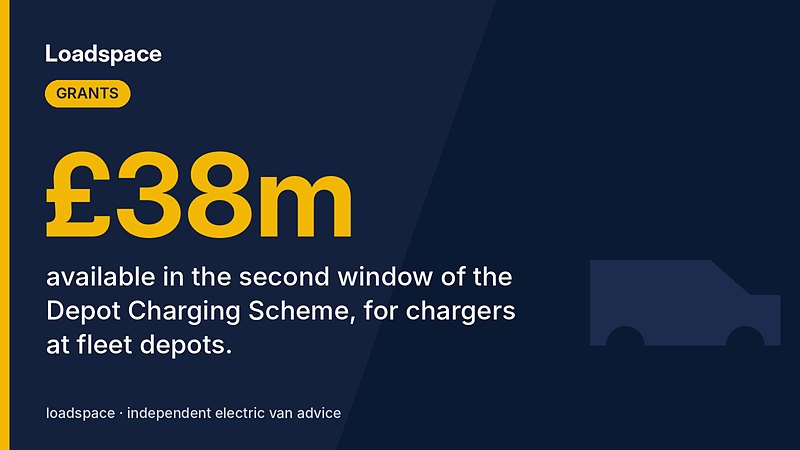 Loadspace
GRANTS
£38m
available in the second window of the
Depot Charging Scheme, for chargers
at fleet depots.
loadspace · independent electric van advice